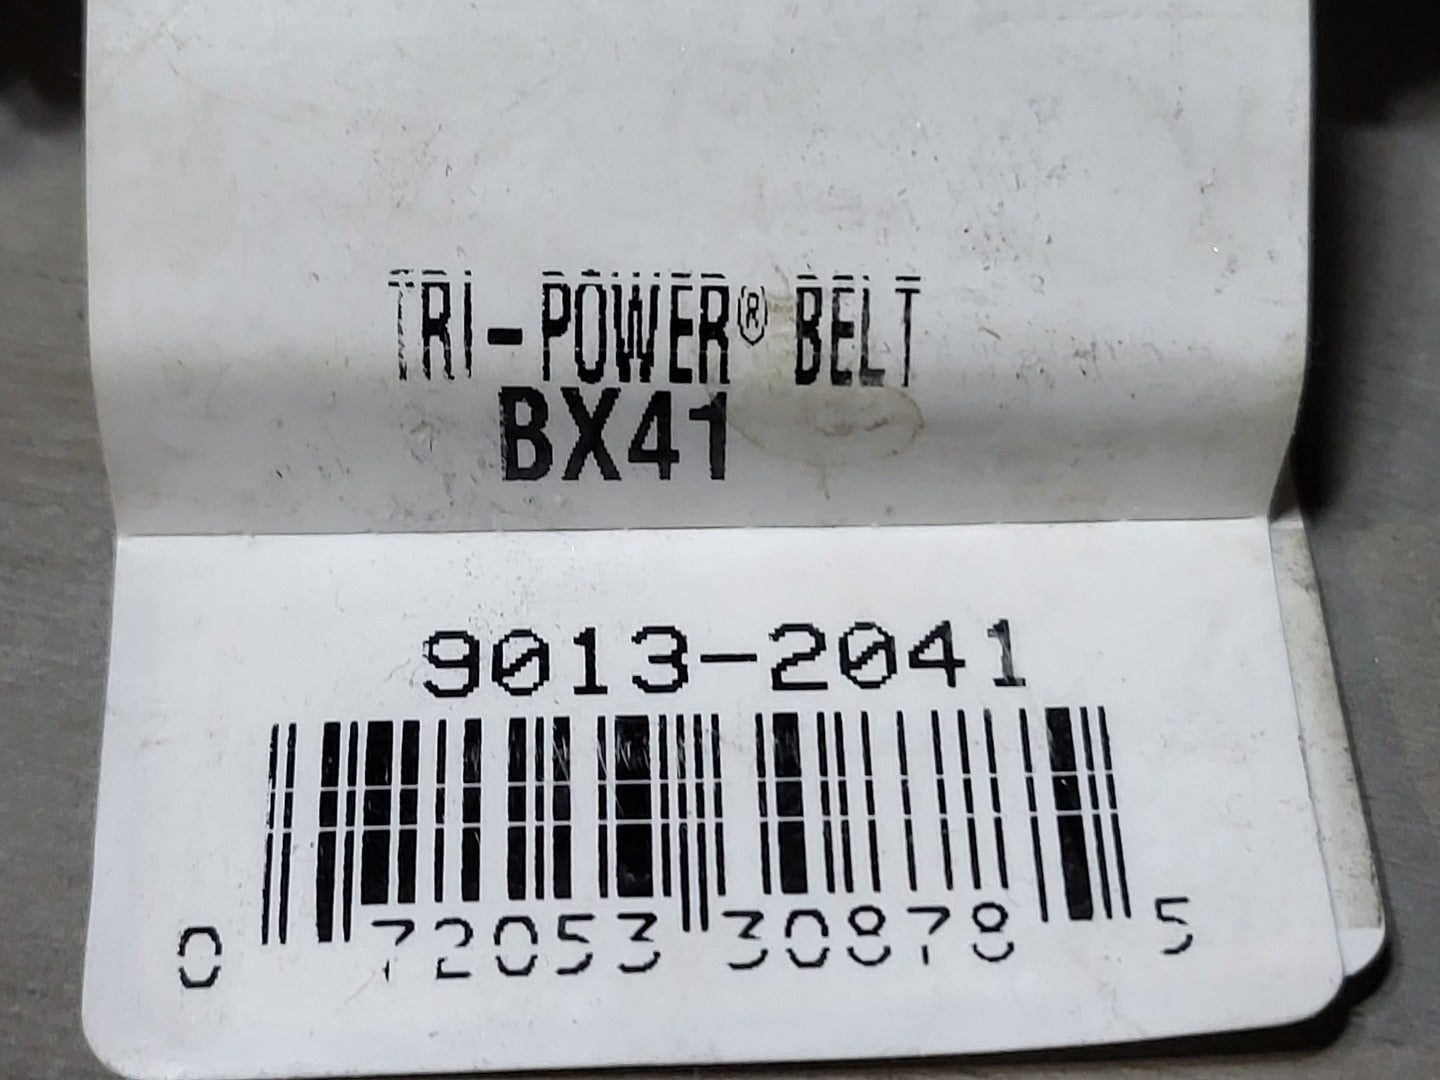 TRI-POWER® BELT
BX41
9013-2041
0 72053 30878 5